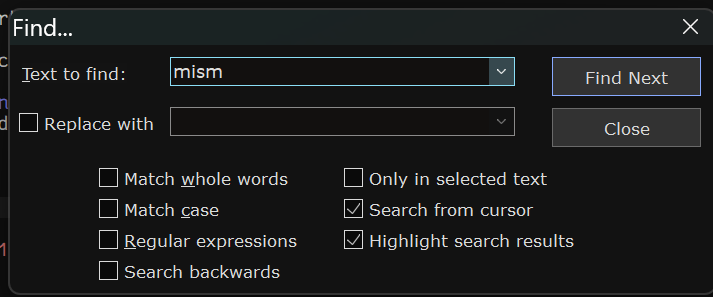 Find...
Text to find: mism
Find Next
Replace with
Close
Match whole words
Only in selected text
Match case
Search from cursor
Regular expressions
Highlight search results
Search backwards